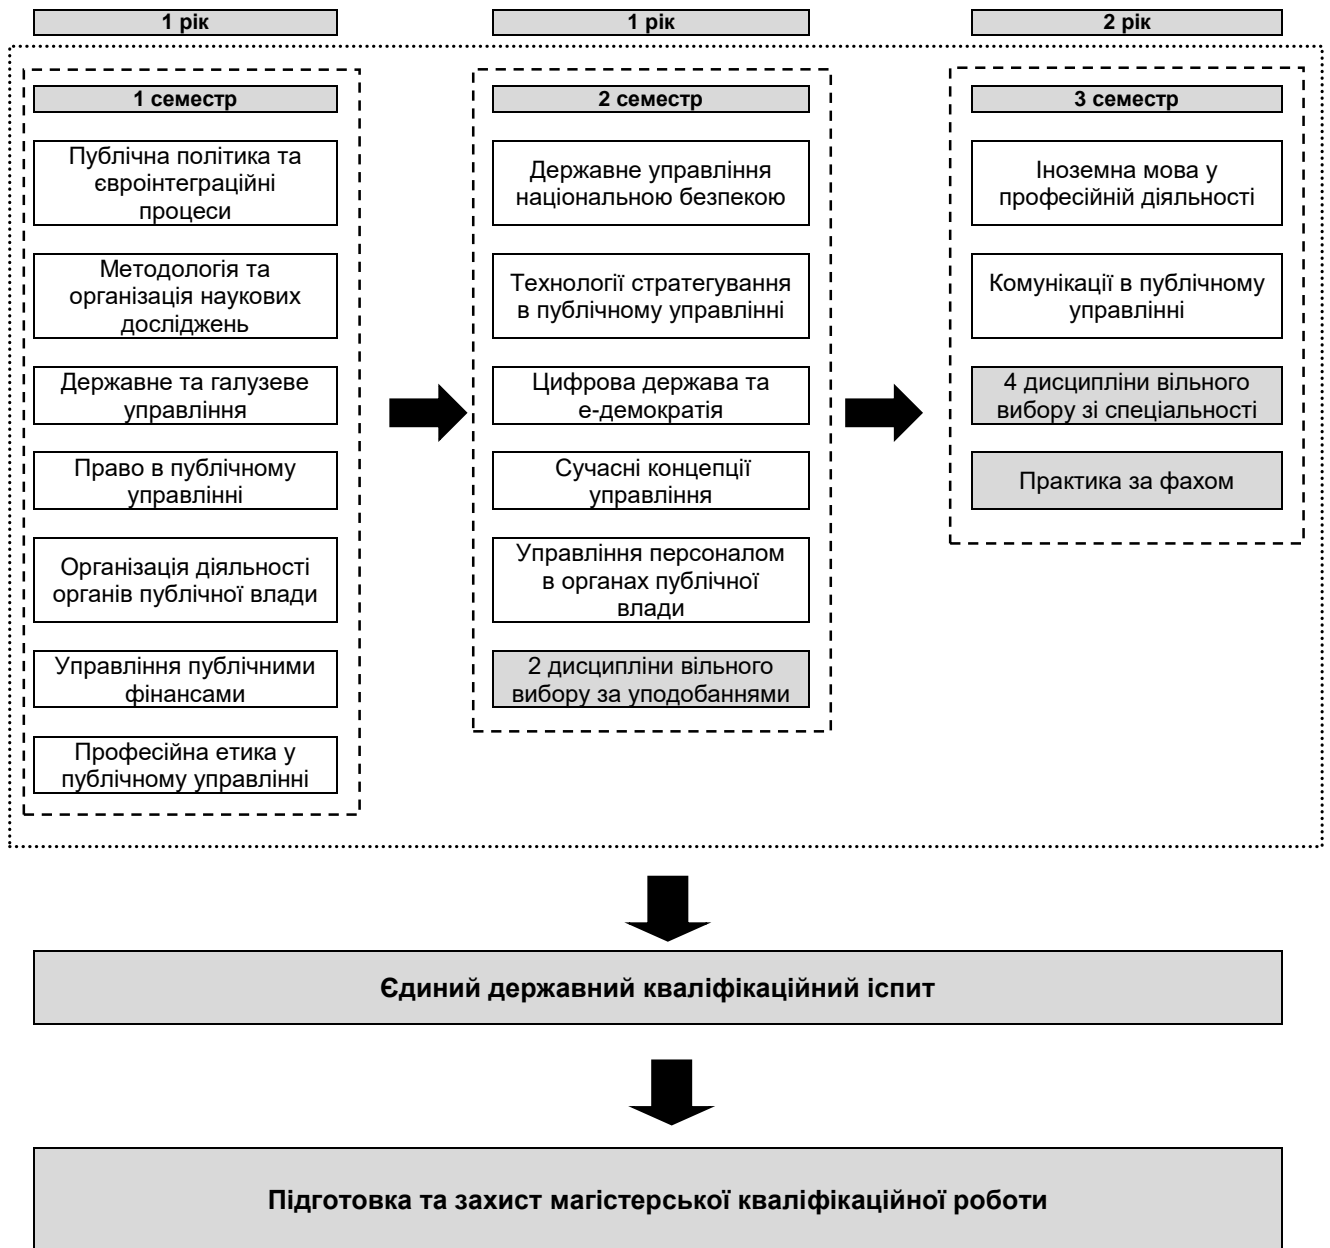 1 рік
1 рік
2 рік
1 семестр
Публічна політика та
євроінтеграційні
процеси
Методологія та
організація наукових
досліджень
Державне та галузеве
управління
Право в публічному
управлінні
Організація діяльності
органів публічної влади
Управління публічними
фінансами
Професійна етика у
публічному управлінні
2 семестр
Державне управління
національною безпекою
Технології стратегування
в публічному управлінні
Цифрова держава та
е-демократія
Сучасні концепції
управління
Управління персоналом
в органах публічної
влади
2 дисципліни вільного
вибору за уподобаннями
3 семестр
Іноземна мова у
професійній діяльності
Комунікації в публічному
управлінні
4 дисципліни вільного
вибору зі спеціальності
Практика за фахом
Єдиний державний кваліфікаційний іспит
Підготовка та захист магістерської кваліфікаційної роботи